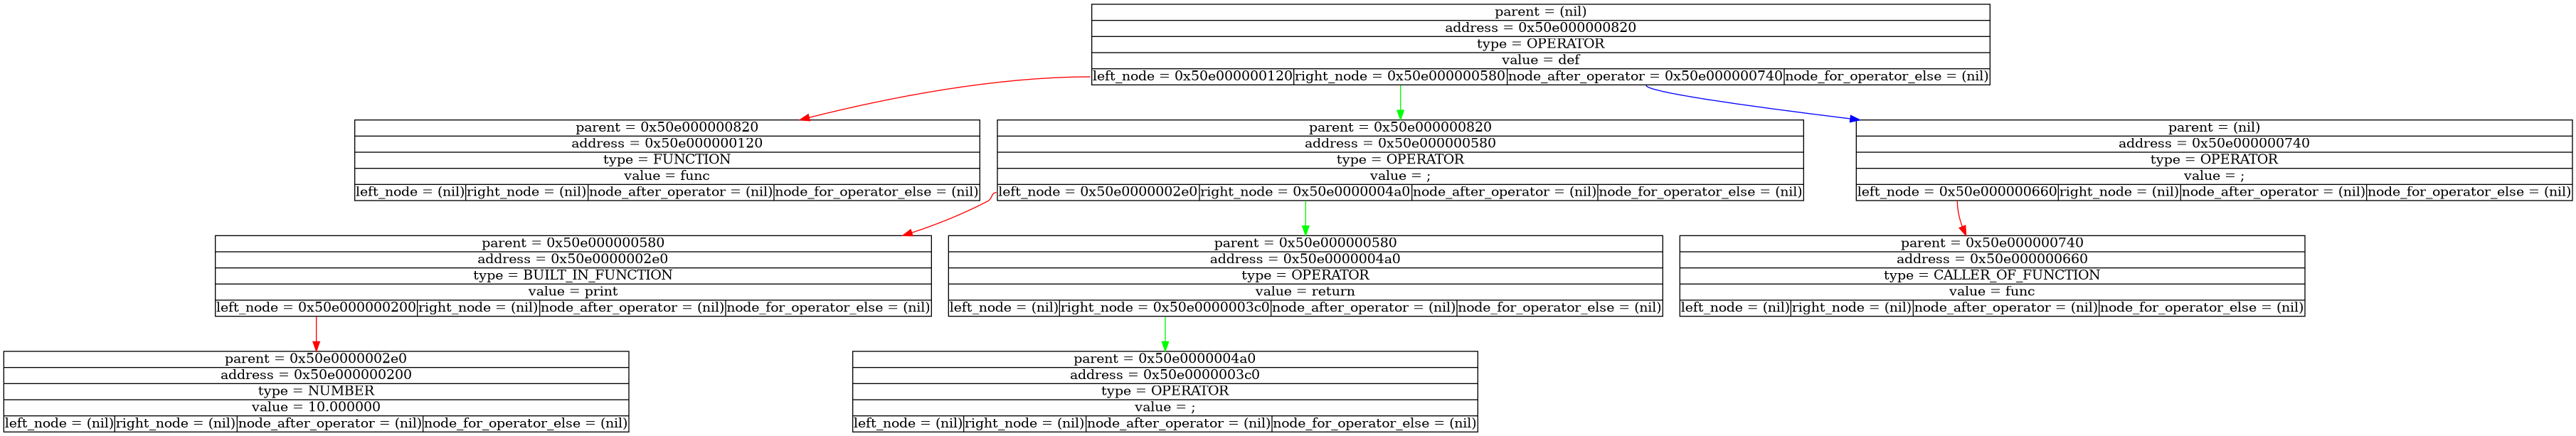 parent = (nil)
address = 0x50e000000820
type = OPERATOR
value = def
left_node = 0x50e000000120 right_node = 0x50e000000580 node_after_operator = 0x50e000000740 node_for_operator_else = (nil)
parent = 0x50e000000820
address = 0x50e000000120
type = FUNCTION
value = func
left_node = (nil) right_node = (nil) node_after_operator = (nil) node_for_operator_else = (nil)
parent = 0x50e000000820
address = 0x50e000000580
type = OPERATOR
value = ;
left_node = 0x50e0000002e0 right_node = 0x50e0000004a0 node_after_operator = (nil) node_for_operator_else = (nil)
parent = (nil)
address = 0x50e000000740
type = OPERATOR
value = ;
left_node = 0x50e000000660 right_node = (nil) node_after_operator = (nil) node_for_operator_else = (nil)
parent = 0x50e000000580
address = 0x50e0000002e0
type = BUILT_IN_FUNCTION
value = print
left_node = 0x50e000000200 right_node = (nil) node_after_operator = (nil) node_for_operator_else = (nil)
parent = 0x50e000000580
address = 0x50e0000004a0
type = OPERATOR
value = return
left_node = (nil) right_node = 0x50e0000003c0 node_after_operator = (nil) node_for_operator_else = (nil)
parent = 0x50e000000740
address = 0x50e000000660
type = CALLER_OF_FUNCTION
value = func
left_node = (nil) right_node = (nil) node_after_operator = (nil) node_for_operator_else = (nil)
parent = 0x50e0000002e0
address = 0x50e000000200
type = NUMBER
value = 10.000000
left_node = (nil) right_node = (nil) node_after_operator = (nil) node_for_operator_else = (nil)
parent = 0x50e0000004a0
address = 0x50e0000003c0
type = OPERATOR
value = ;
left_node = (nil) right_node = (nil) node_after_operator = (nil) node_for_operator_else = (nil)